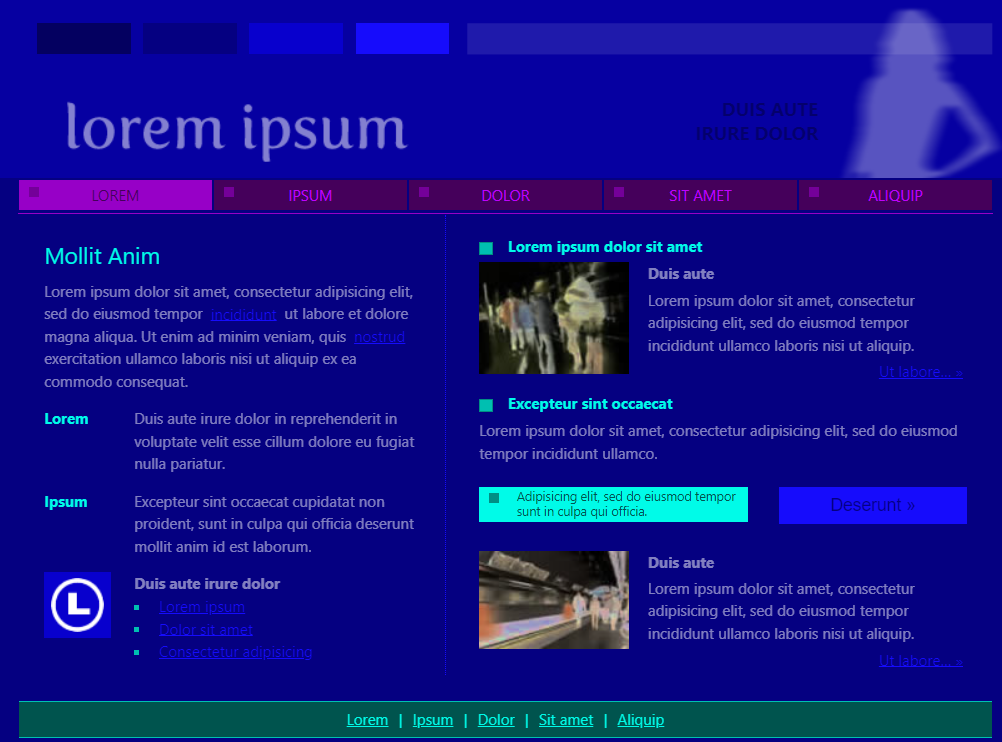 lorem ipsum
DUIS AUTE
IRURE DOLOR
LOREM
IPSUM
DOLOR
SIT AMET
ALIQUIP
Mollit Anim
Lorem ipsum dolor sit amet, consectetur adipisicing elit,
sed do eiusmod tempor incididunt ut labore et dolore
magna aliqua. Ut enim ad minim veniam, quis nostrud
exercitation ullamco laboris nisi ut aliquip ex ea
commodo consequat.
Lorem
Duis aute irure dolor in reprehenderit in
voluptate velit esse cillum dolore eu fugiat
nulla pariatur.
Ipsum
Excepteur sint occaecat cupidatat non
proident, sunt in culpa qui officia deserunt
mollit anim id est laborum.
L
Duis aute irure dolor
Lorem ipsum
Dolor sit amet
Consectetur adipisicing
Lorem ipsum dolor sit amet
Duis aute
Lorem ipsum dolor sit amet, consectetur
adipisicing elit, sed do eiusmod tempor
incididunt ullamco laboris nisi ut aliquip.
Ut labore... »
Excepteur sint occaecat
Lorem ipsum dolor sit amet, consectetur adipisicing elit, sed do eiusmod
tempor incididunt ullamco.
Adipisicing elit, sed do eiusmod tempor
sunt in culpa qui officia.
Deserunt »
Duis aute
Lorem ipsum dolor sit amet, consectetur
adipisicing elit, sed do eiusmod tempor
incididunt ullamco laboris nisi ut aliquip.
Ut labore... »
Lorem | Ipsum | Dolor | Sit amet | Aliquip